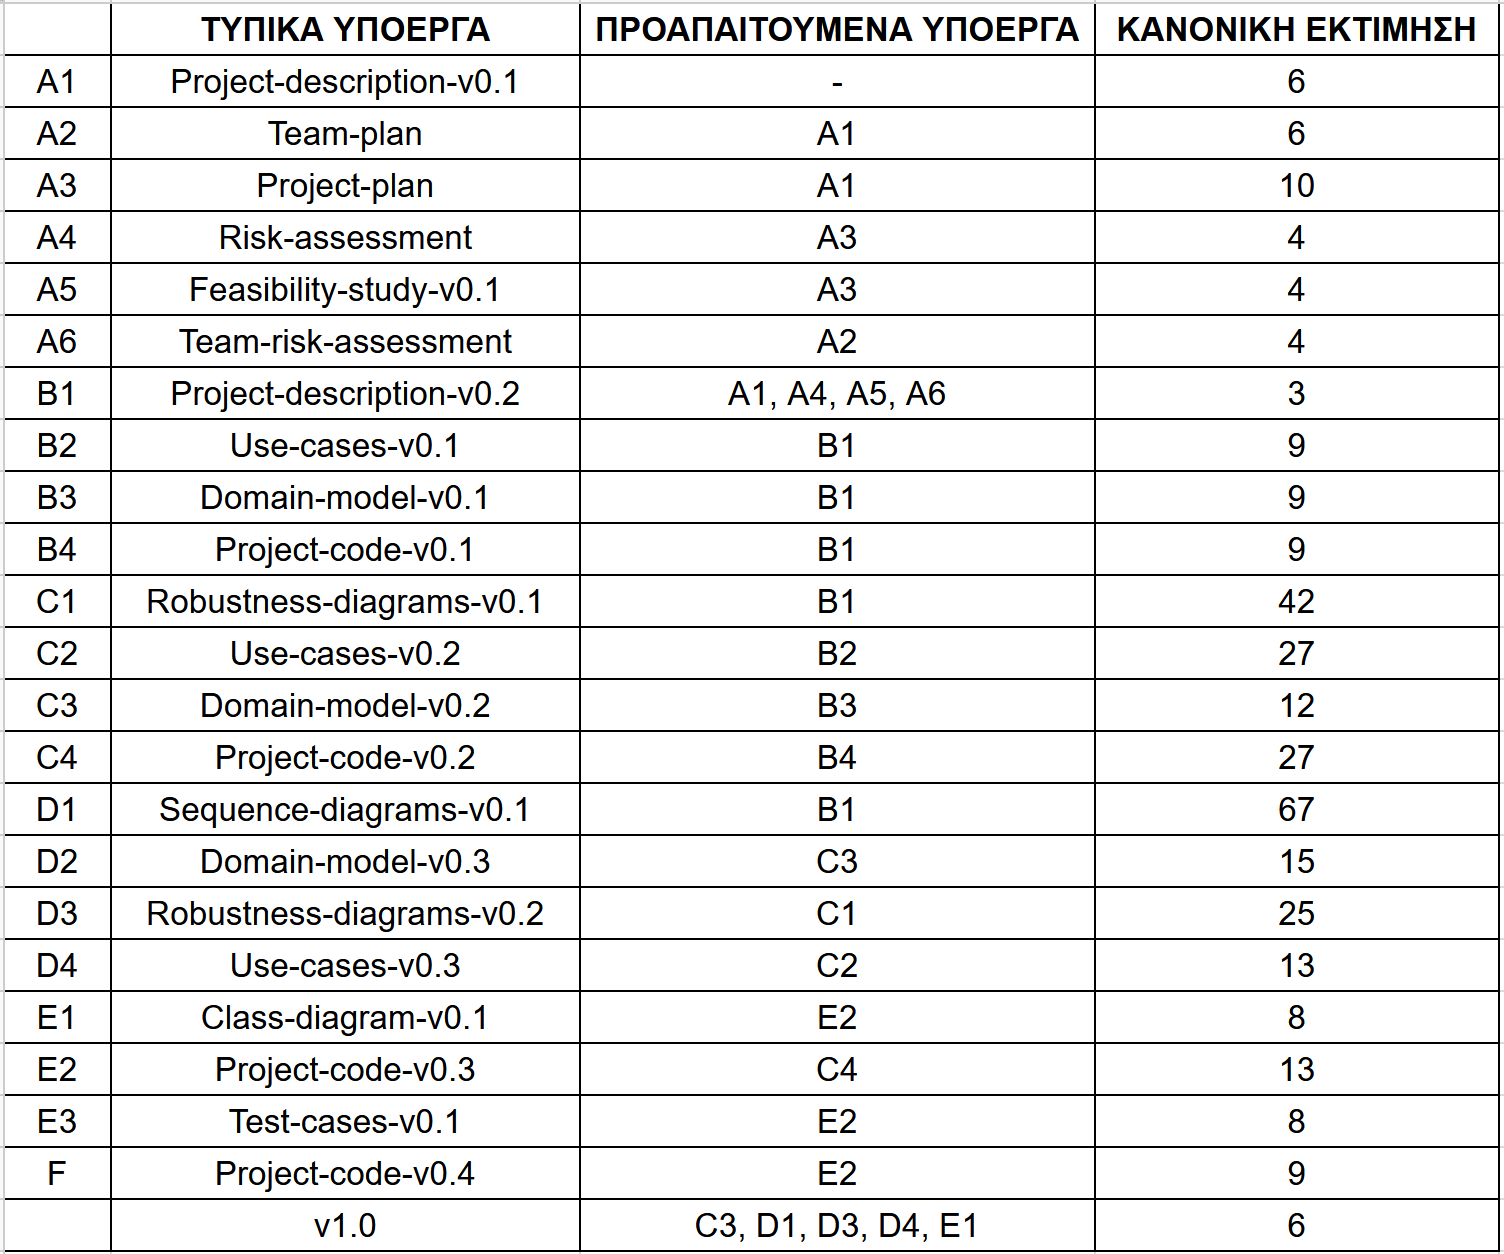 ΤΥΠΙΚΑ ΥΠΟΕΡΓΑ ΠΡΟΑΠΑΙΤΟΥΜΕΝΑ ΥΠΟΕΡΓΑ ΚΑΝΟΝΙΚΗ ΕΚΤΙΜΗΣΗ
A1 Project-description-v0.1 - 6
A2 Team-plan A1 6
A3 Project-plan A1 10
A4 Risk-assessment A3 4
A5 Feasibility-study-v0.1 A3 4
A6 Team-risk-assessment A2 4
B1 Project-description-v0.2 A1, A4, A5, A6 3
B2 Use-cases-v0.1 B1 9
B3 Domain-model-v0.1 B1 9
B4 Project-code-v0.1 B1 9
C1 Robustness-diagrams-v0.1 B1 42
C2 Use-cases-v0.2 B2 27
C3 Domain-model-v0.2 B3 12
C4 Project-code-v0.2 B4 27
D1 Sequence-diagrams-v0.1 B1 67
D2 Domain-model-v0.3 C3 15
D3 Robustness-diagrams-v0.2 C1 25
D4 Use-cases-v0.3 C2 13
E1 Class-diagram-v0.1 E2 8
E2 Project-code-v0.3 C4 13
E3 Test-cases-v0.1 E2 8
F Project-code-v0.4 E2 9
v1.0 C3, D1, D3, D4, E1 6